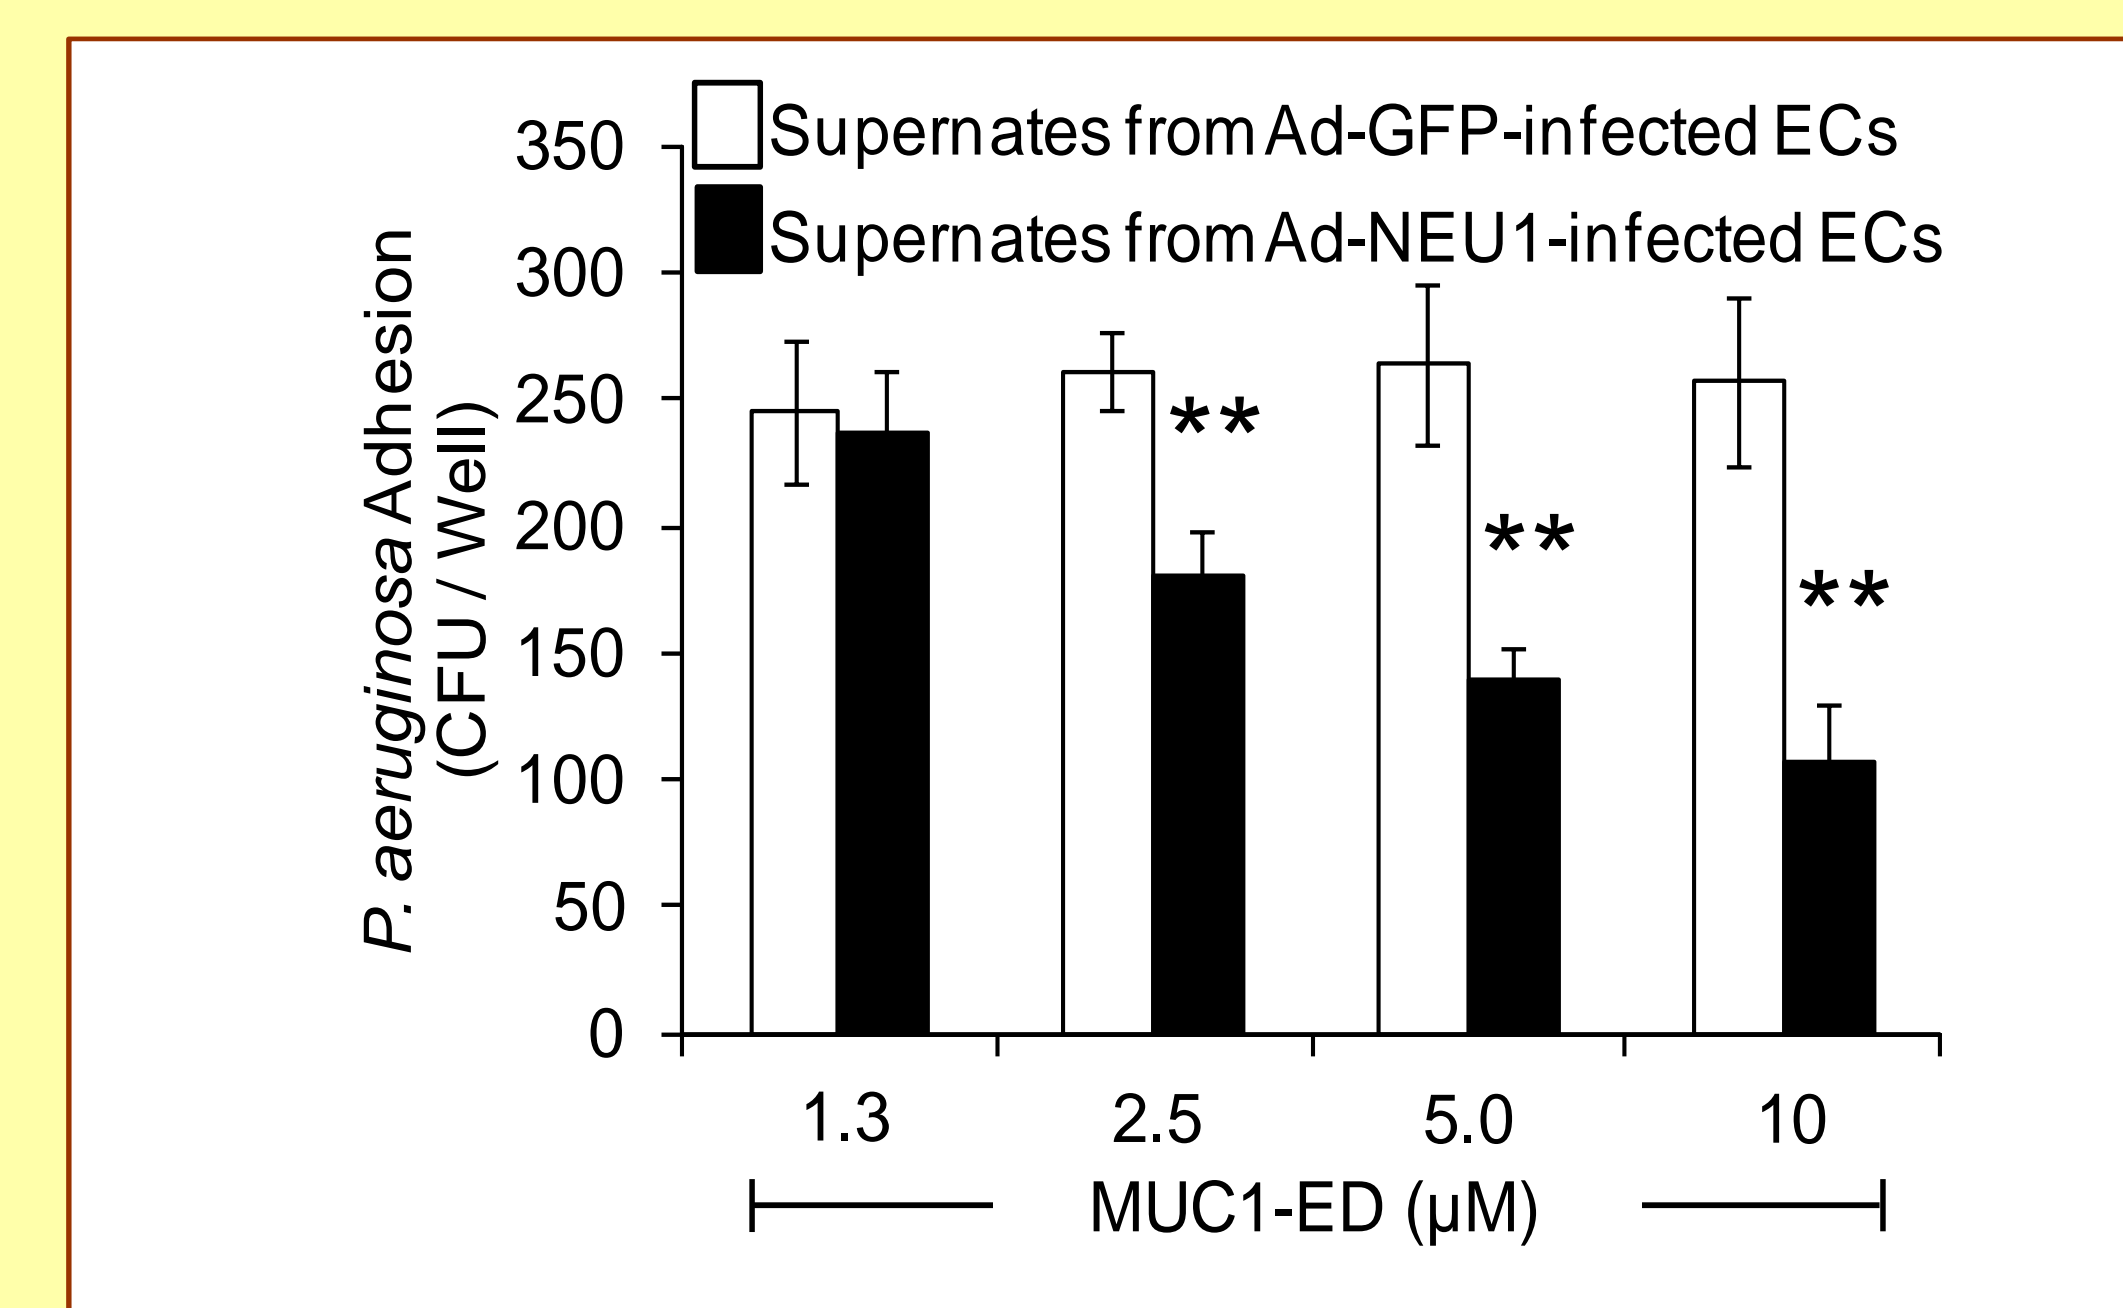 Supernates from Ad-GFP-infected ECs
Supernates from Ad-NEU1-infected ECs
P. aeruginosa Adhesion
(CFU / Well)
350
300
250
200
150
100
50
0
**
**
**
1.3 2.5 5.0 10
MUC1-ED (µM)